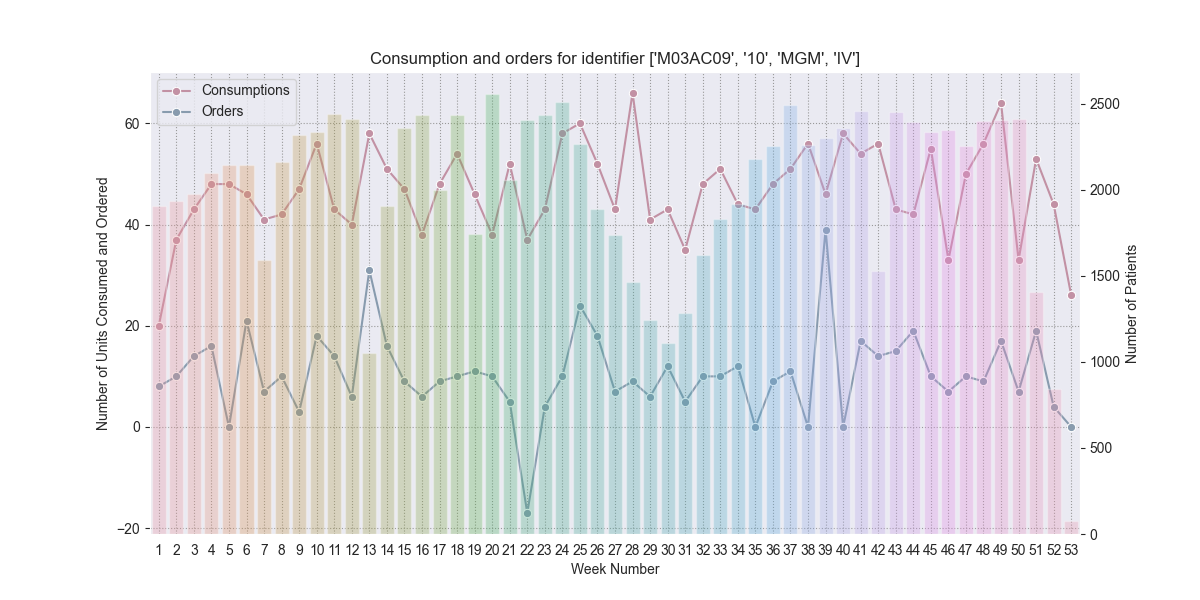 Consumption and orders for identifier ['M03AC09', '10', 'MGM', 'IV']
Consumptions
Orders
Number of Units Consumed and Ordered
60
40
20
0
−20
2500
2000
1500
1000
500
0
Number of Patients
1 2 3 4 5 6 7 8 9 10 11 12 13 14 15 16 17 18 19 20 21 22 23 24 25 26 27 28 29 30 31 32 33 34 35 36 37 38 39 40 41 42 43 44 45 46 47 48 49 50 51 52 53
Week Number